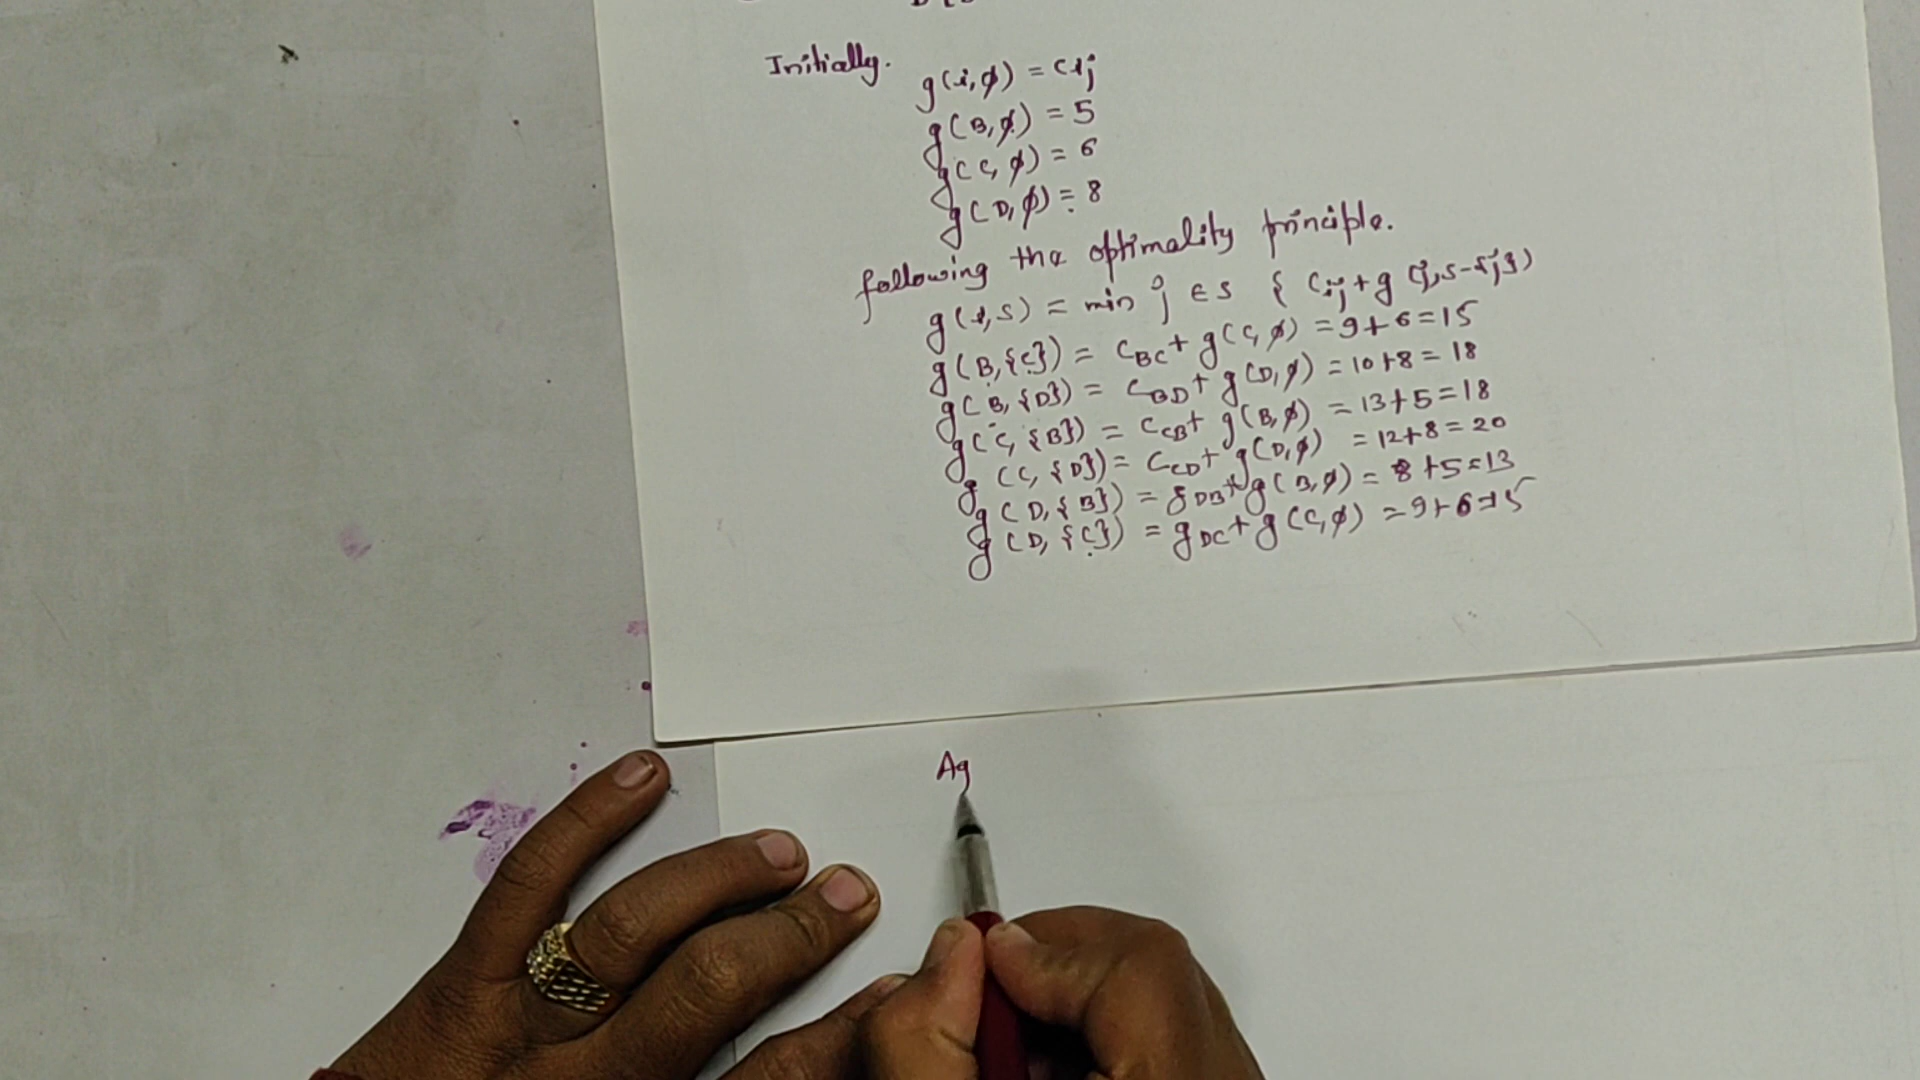 Initially.
g(i,φ) = c1j
g(B,φ) = 5
g(C,φ) = 6
g(D,φ) = 8
following the optimality principle.
g(i,s) = min j ∈ s { Cij + g (j,s-{j})
g(B,{C}) = CBC + g(C,φ) = 9+6=15
g(B,{D}) = CBD + g(D,φ) = 10+8=18
g(C,{B}) = CCB + g(B,φ) = 13+5=18
g(C,{D}) = CCD + g(D,φ) = 12+8=20
g(D,{B}) = gDB + g(B,φ) = 8+5=13
g(D,{C}) = gDC + g(C,φ) = 9+6=15
Ag